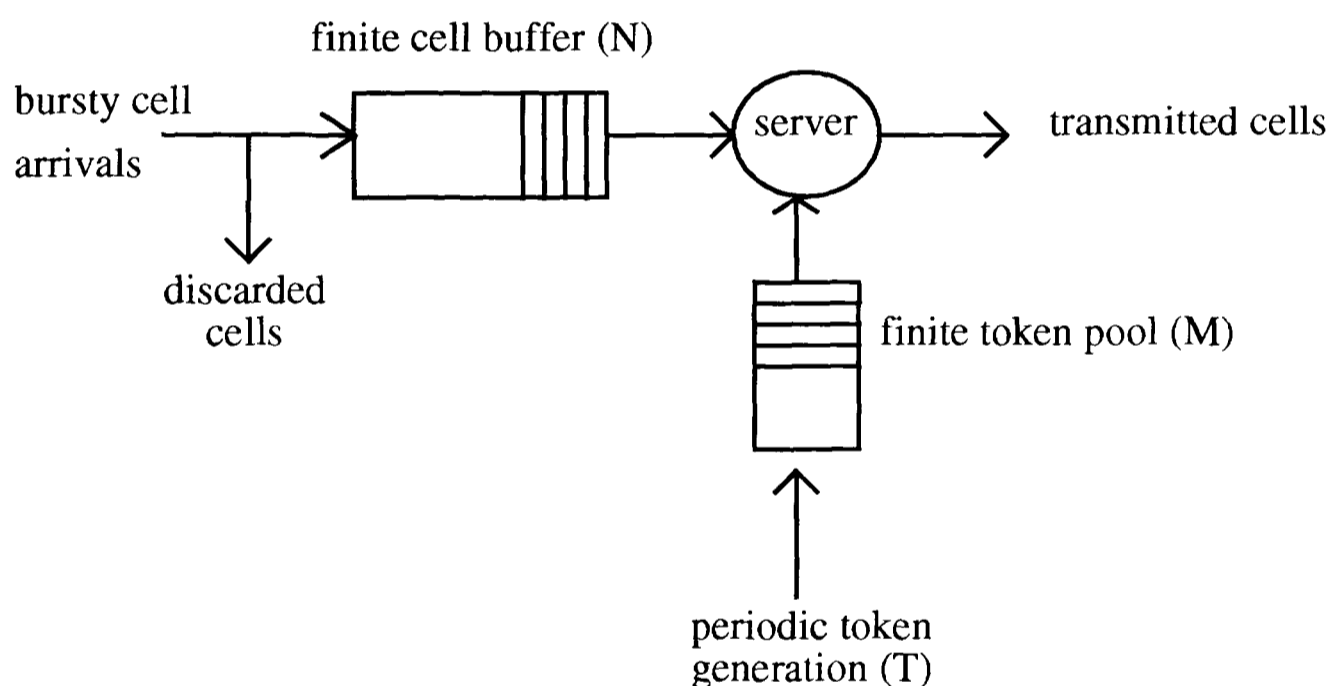 finite cell buffer (N)
bursty cell
arrivals
server
transmitted cells
discarded
cells
finite token pool (M)
periodic token
generation (T)